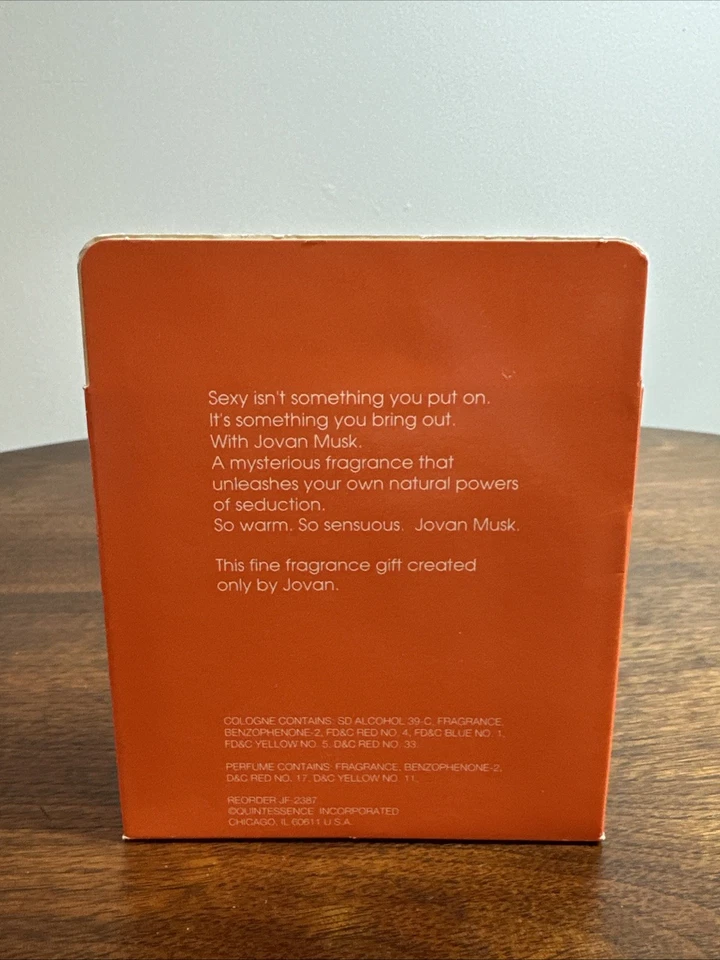 Sexy isn't something you put on.
It's something you bring out.
With Jovan Musk.
A mysterious fragrance that
unleashes your own natural powers
of seduction.
So warm. So sensuous. Jovan Musk.
This fine fragrance gift created
only by Jovan.
COLOGNE CONTAINS: SD ALCOHOL 39-C, FRAGRANCE,
BENZOPHENONE-2, FD&C RED NO. 4, FD&C BLUE NO. 1,
FD&C YELLOW NO. 5, D&C RED NO. 33.
PERFUME CONTAINS: FRAGRANCE, BENZOPHENONE-2,
D&C RED NO. 17, D&C YELLOW NO. 11.
REORDER JF-2387
©QUINTESSENCE INCORPORATED
CHICAGO, IL 60611 U.S.A.